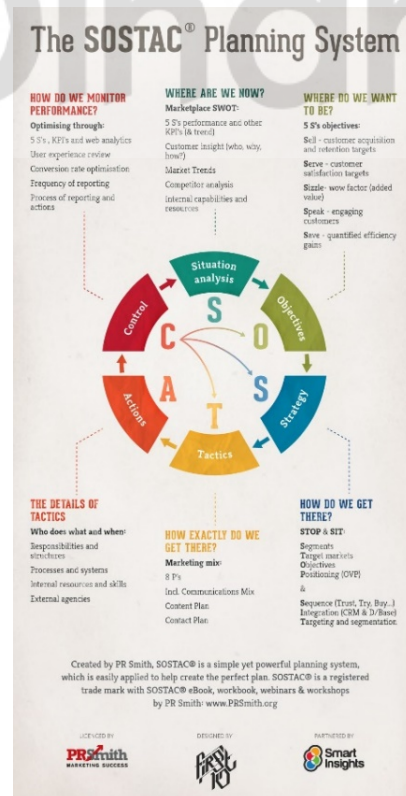 The SOSTAC® Planning System
HOW DO WE MONITOR
PERFORMANCE?
Optimising through:
5 S's, KPI's and web analytics
User experience review
Conversion rate optimisation
Frequency of reporting
Process of reporting and
actions
WHERE ARE WE NOW?
Marketplace SWOT:
5 S's performance and other
KPI's (& trend)
Customer insight (who, why,
how?)
Market Trends
Competitor analysis
Internal capabilities and
resources
WHERE DO WE WANT
TO BE?
5 S's objectives:
Sell - customer acquisition
and retention targets
Serve - customer
satisfaction targets
Sizzle- wow factor (added
value)
Speak - engaging
customers
Save - quantified efficiency
gains
Situation
analysis
Objectives
Strategy
Tactics
Actions
Control
S
O
S
T
A
C
THE DETAILS OF
TACTICS
Who does what and when:
Responsibilities and
structures
Processes and systems
Internal resources and skills
External agencies
HOW EXACTLY DO WE
GET THERE?
Marketing mix:
8 P's
Incl. Communications Mix
Content Plan
Contact Plan
HOW DO WE GET
THERE?
STOP & SIT:
Segments
Target markets
Objectives
Positioning (OVP)
&
Sequence (Trust, Try, Buy...)
Integration (CRM & D/Base)
Targeting and segmentation
Created by PR Smith, SOSTAC® is a simple yet powerful planning system,
which is easily applied to help create the perfect plan. SOSTAC® is a registered
trade mark with SOSTAC® eBook, workbook, webinars & workshops
by PR Smith: www.PRSmith.org
LICENCED BY
PRSmith
MARKETING SUCCESS
DESIGNED BY
FIRST
10
PARTNERED BY
Smart
Insights